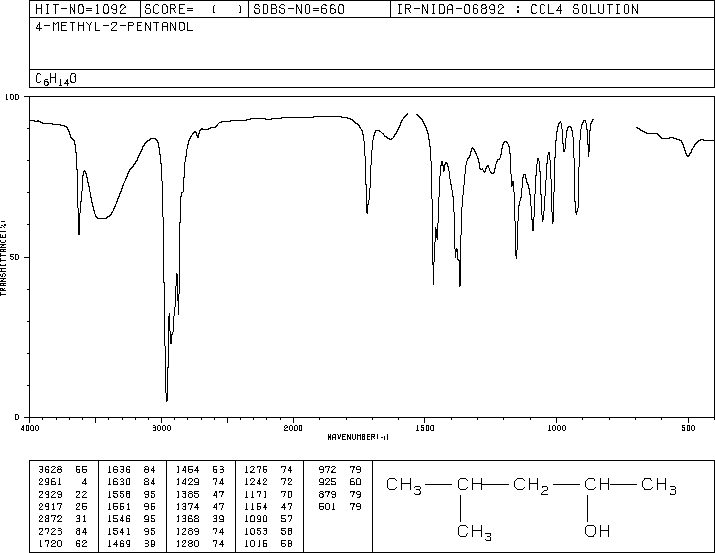 HIT-NO=1092 SCORE= ( ) SDBS-NO=660 IR-NIDA-06892 : CCL4 SOLUTION
4-METHYL-2-PENTANOL
C6H14O
100
50
0
TRANSMITTANCE(%)
4000 3000 2000 1500 1000 500
WAVENUMBER(-1)
3628 55 1636 84 1454 53 1276 74 972 79
2961 4 1630 84 1429 74 1242 72 925 60
2929 22 1558 95 1385 47 1171 70 879 79
2917 25 1551 95 1374 47 1154 47 501 79
2872 31 1546 95 1368 39 1090 57
2723 84 1541 95 1289 74 1053 58
1720 62 1469 39 1280 74 1015 58
CH3 CH CH2 CH CH3
CH3 OH